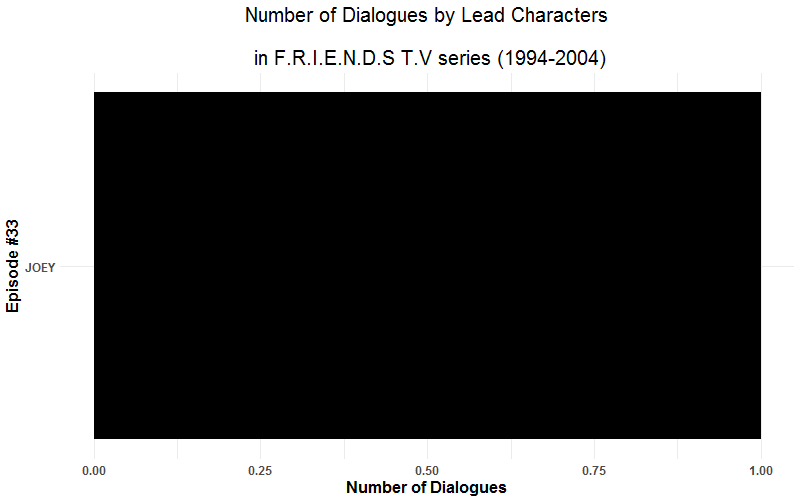 Number of Dialogues by Lead Characters
in F.R.I.E.N.D.S T.V series (1994-2004)
Episode #33
JOEY
0.00 0.25 0.50 0.75 1.00
Number of Dialogues